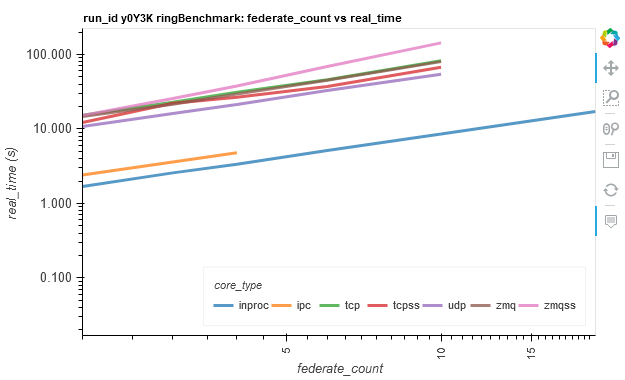 run_id y0Y3K ringBenchmark: federate_count vs real_time
100.000
10.000
1.000
0.100
real_time (s)
core_type
inproc ipc tcp tcpss udp zmq zmqss
5 10 15
federate_count